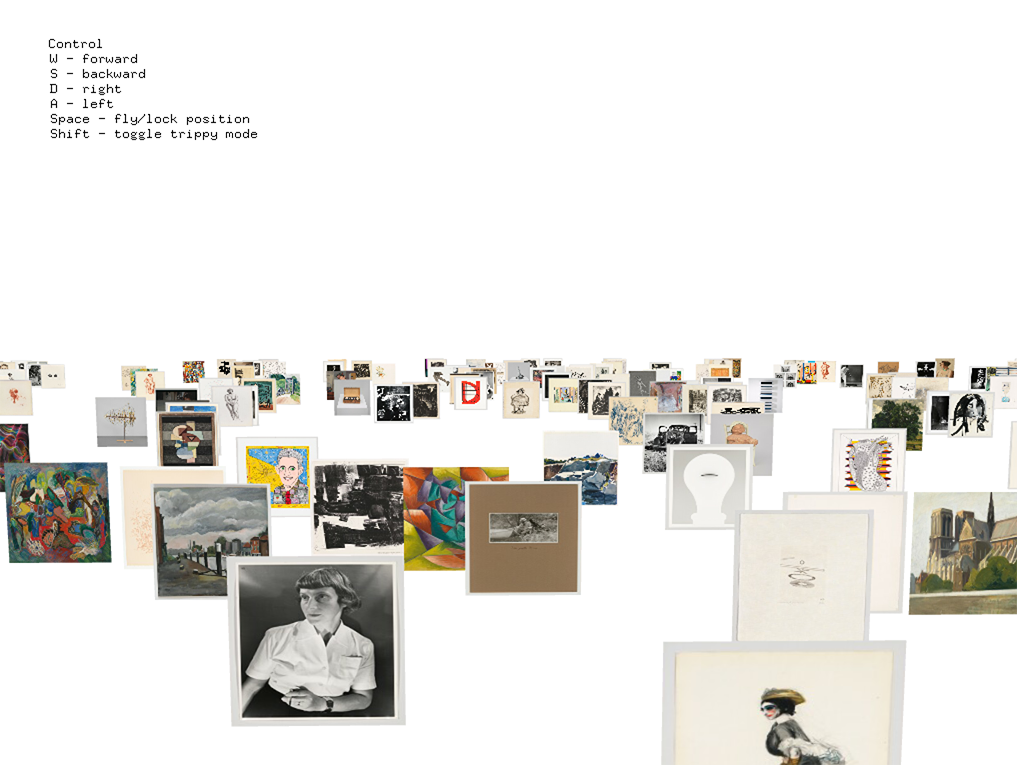 Control
W - forward
S - backward
D - right
A - left
Space - fly/lock position
Shift - toggle trippy mode